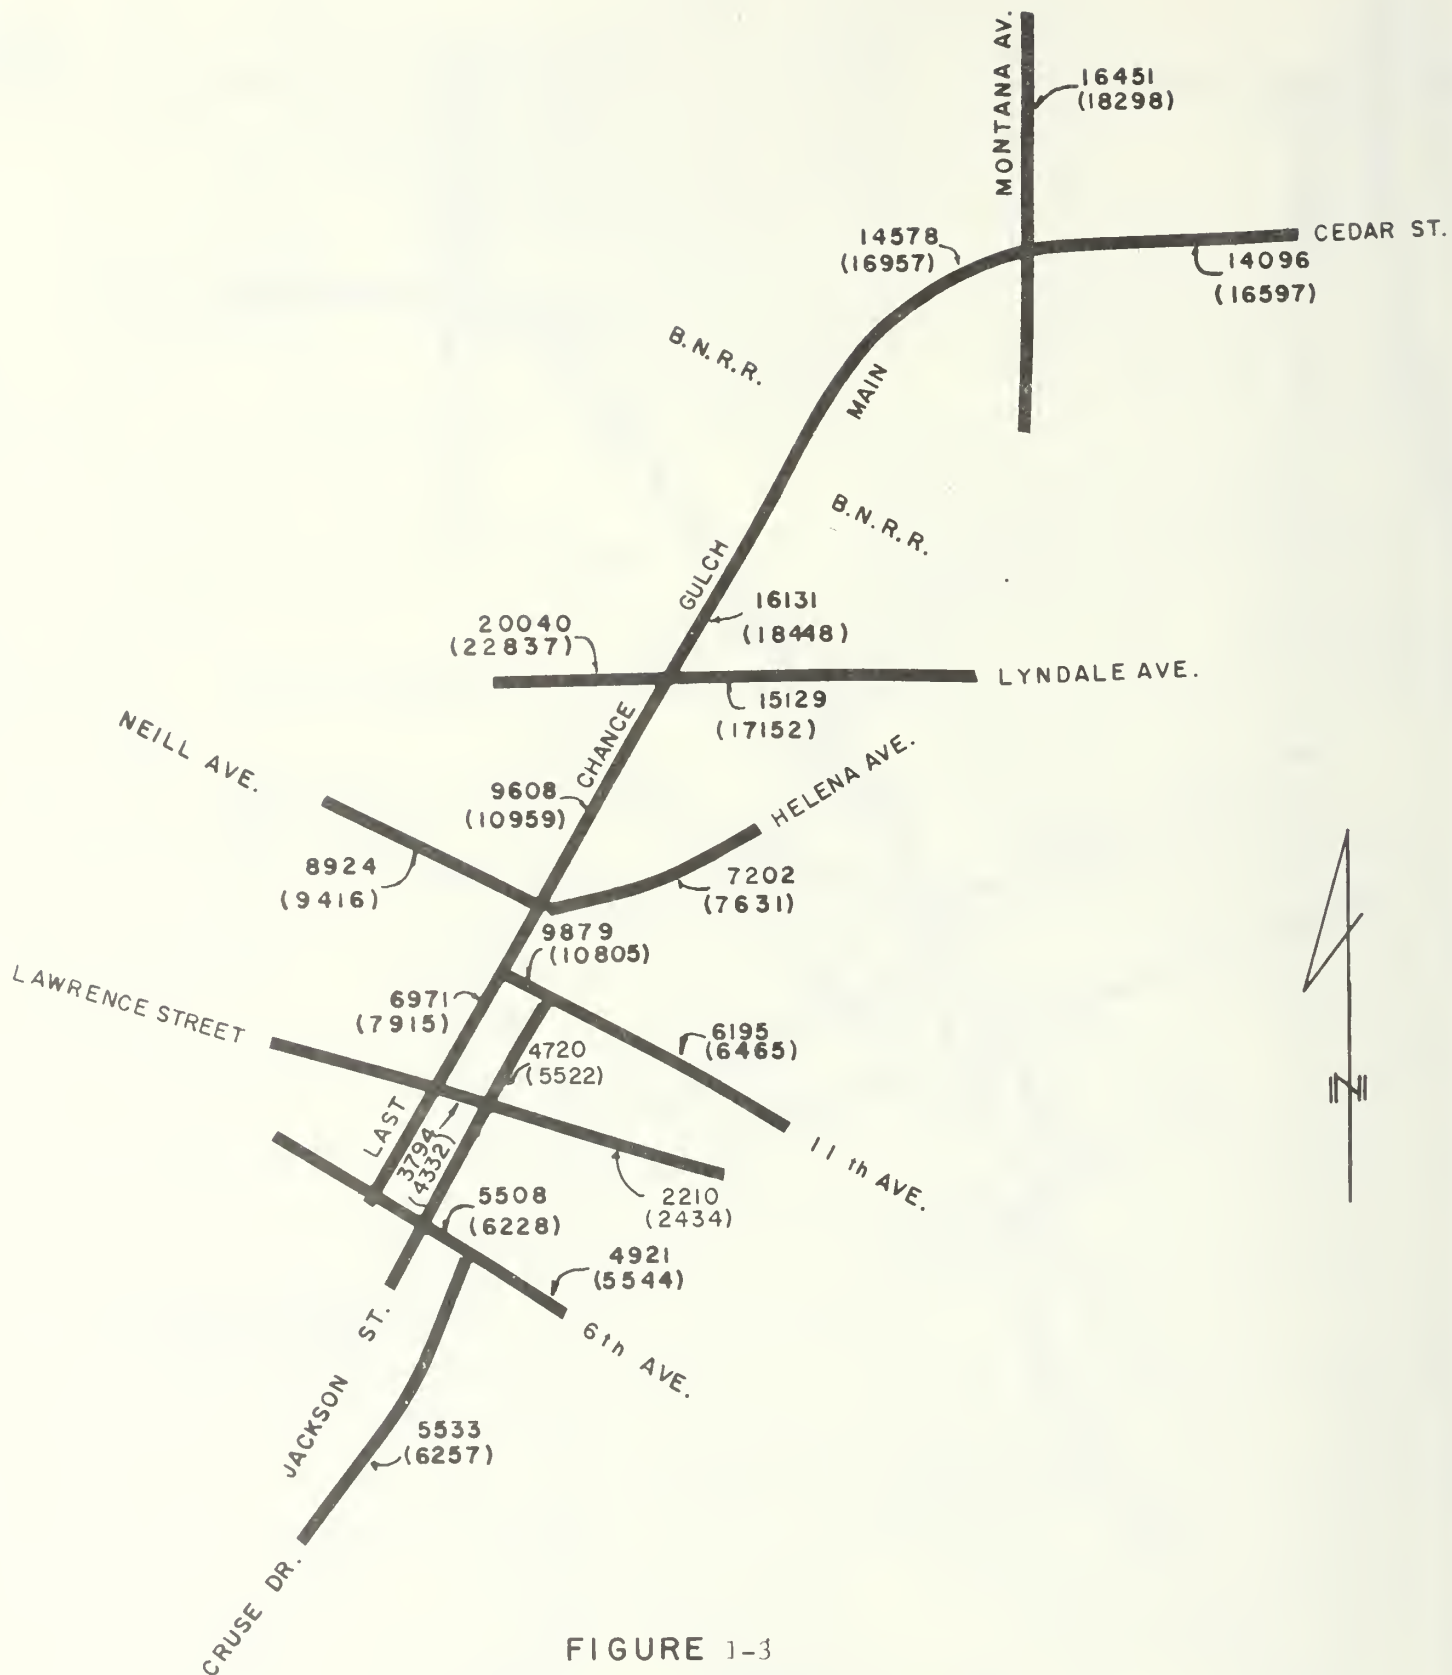 MONTANA AV.
16451
(18298)
CEDAR ST.
14578
(16957)
14096
(16597)
B.N.R.R.
MAIN
B.N.R.R.
GULCH
16131
(18448)
20040
(22837)
LYNDALE AVE.
15129
(17152)
CHANCE
NEILL AVE.
HELENA AVE.
9608
(10959)
8924
(9416)
7202
(7631)
9879
(10805)
LAWRENCE STREET
6971
(7915)
6195
(6465)
4720
(5522)
LAST
3794
(4332)
11th AVE.
N
2210
(2434)
5508
(6228)
4921
(5544)
6th AVE.
JACKSON ST.
5533
(6257)
CRUSE DR.
FIGURE 1-3